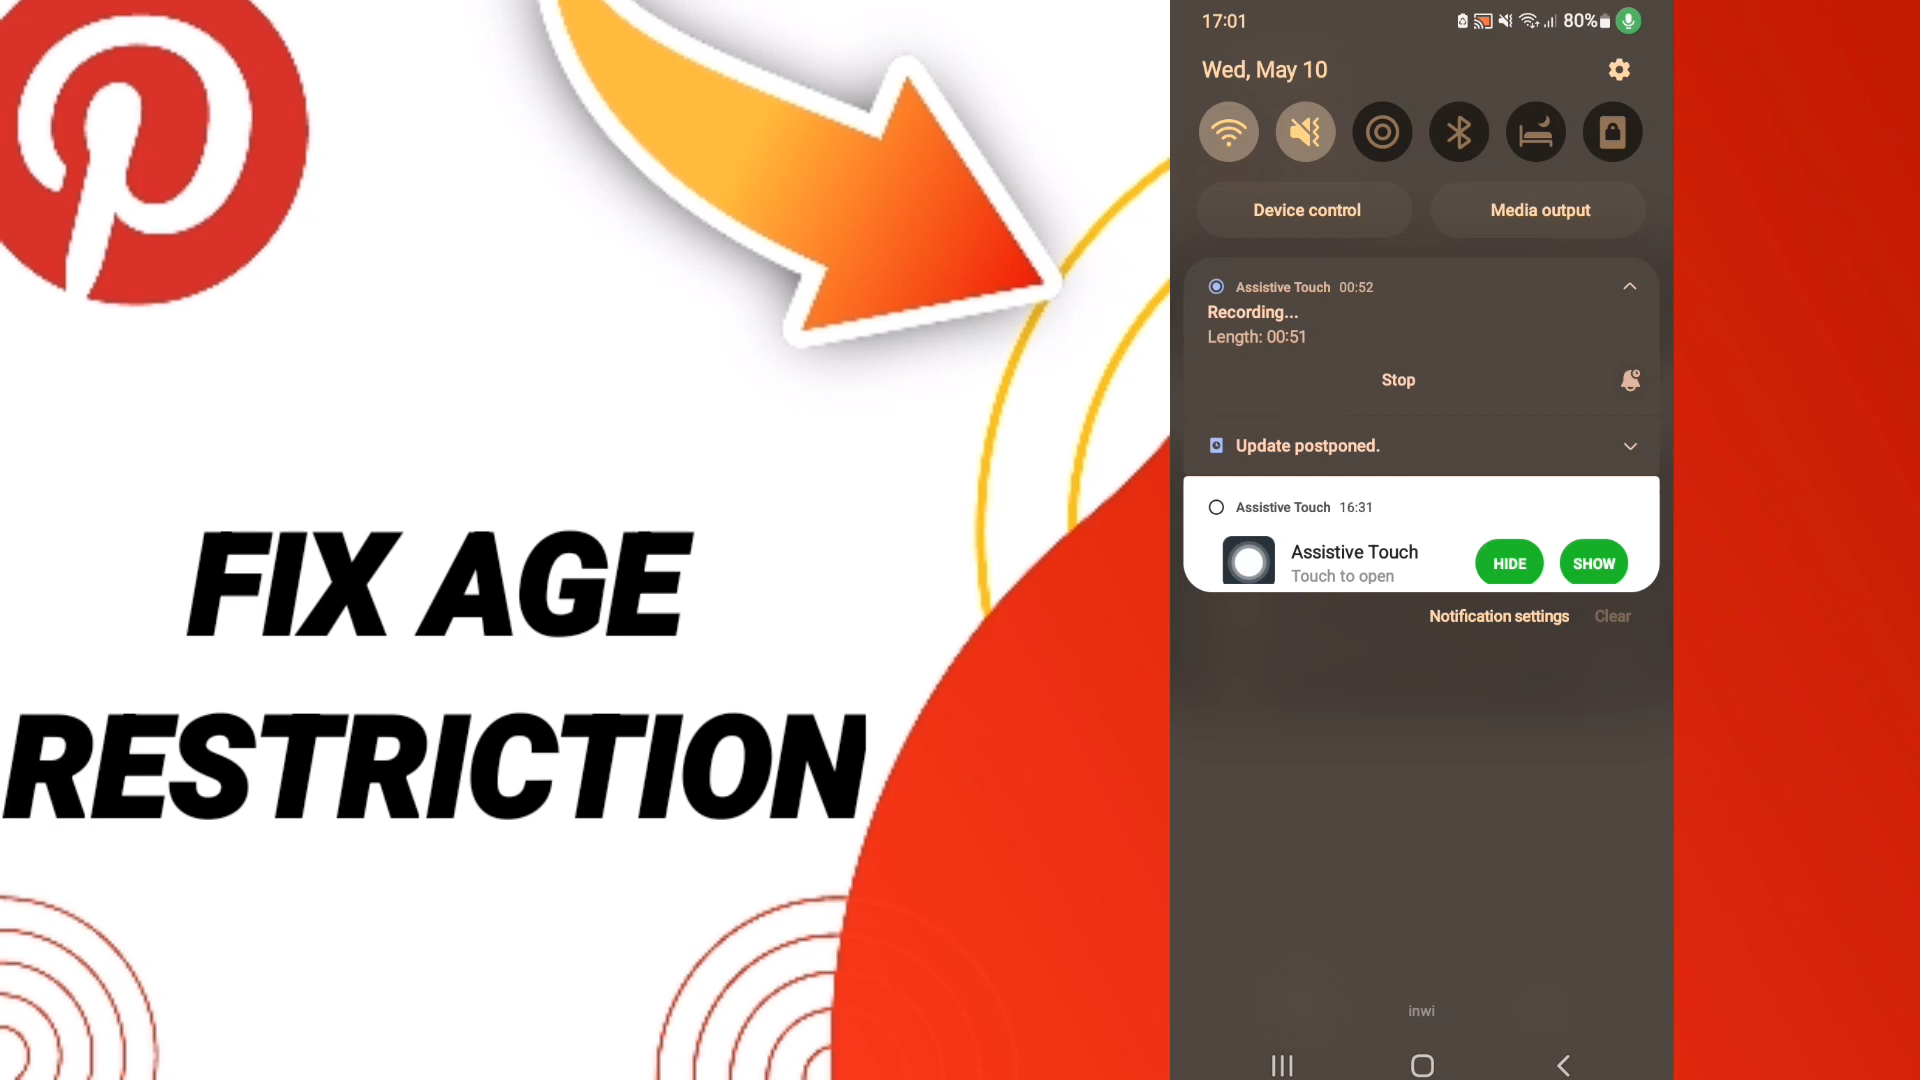 FIX AGE
RESTRICTION
17:01
80%
Wed, May 10
Device control
Media output
Assistive Touch 00:52
Recording...
Length: 00:51
Stop
Update postponed.
Assistive Touch 16:31
Assistive Touch
Touch to open
HIDE
SHOW
Notification settings
Clear
inwi